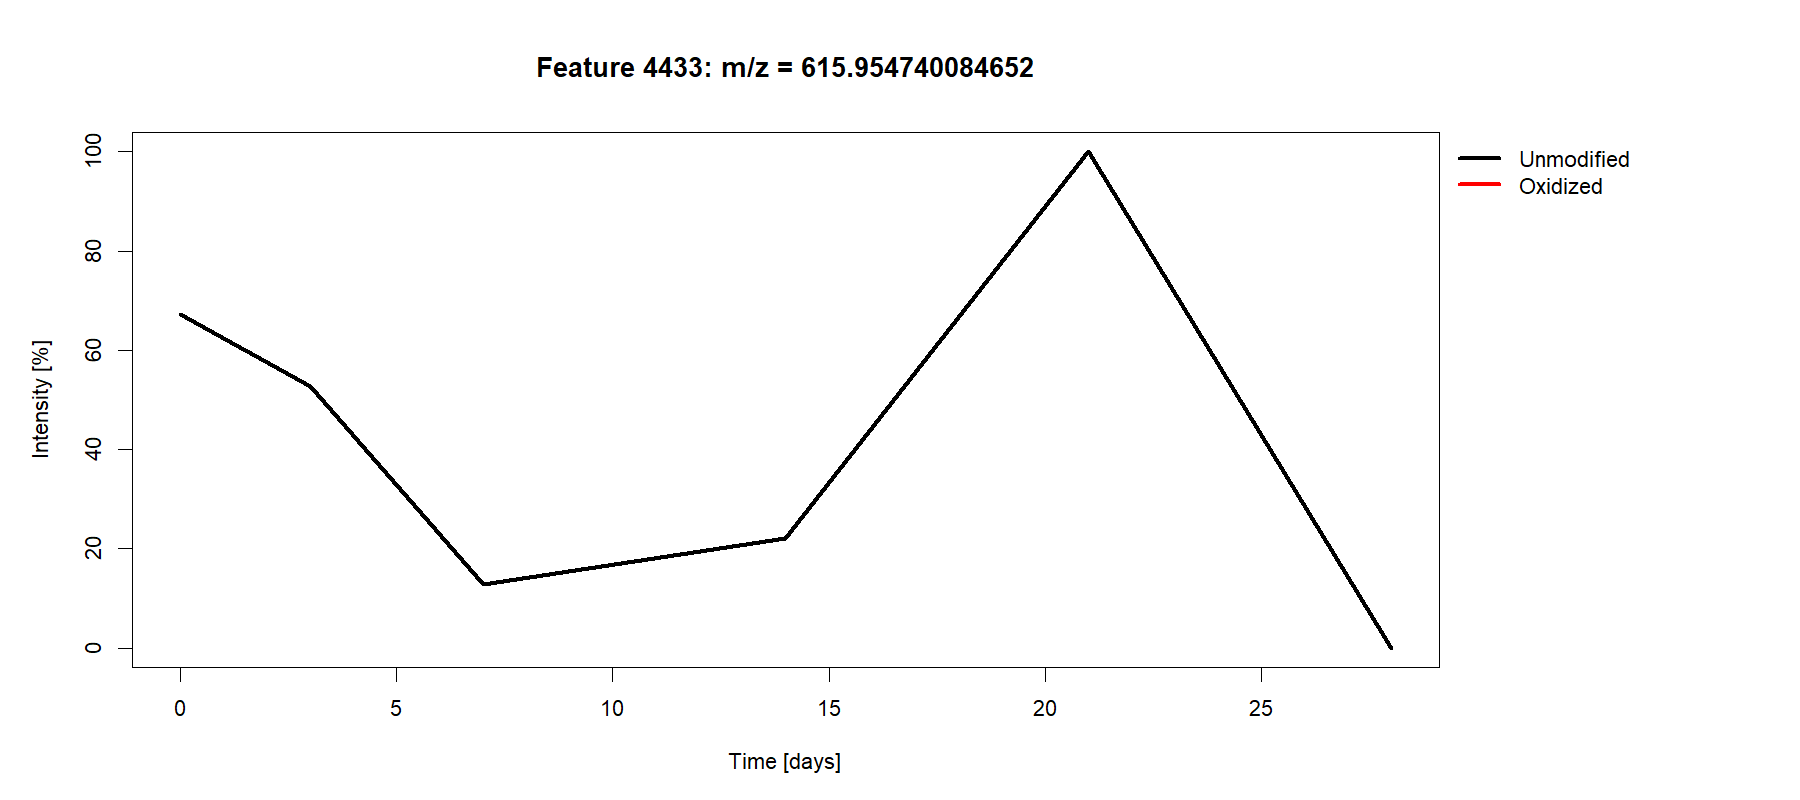 Feature 4433: m/z = 615.954740084652
Unmodified
Oxidized
Intensity [%]
100
80
60
40
20
0
0 5 10 15 20 25
Time [days]